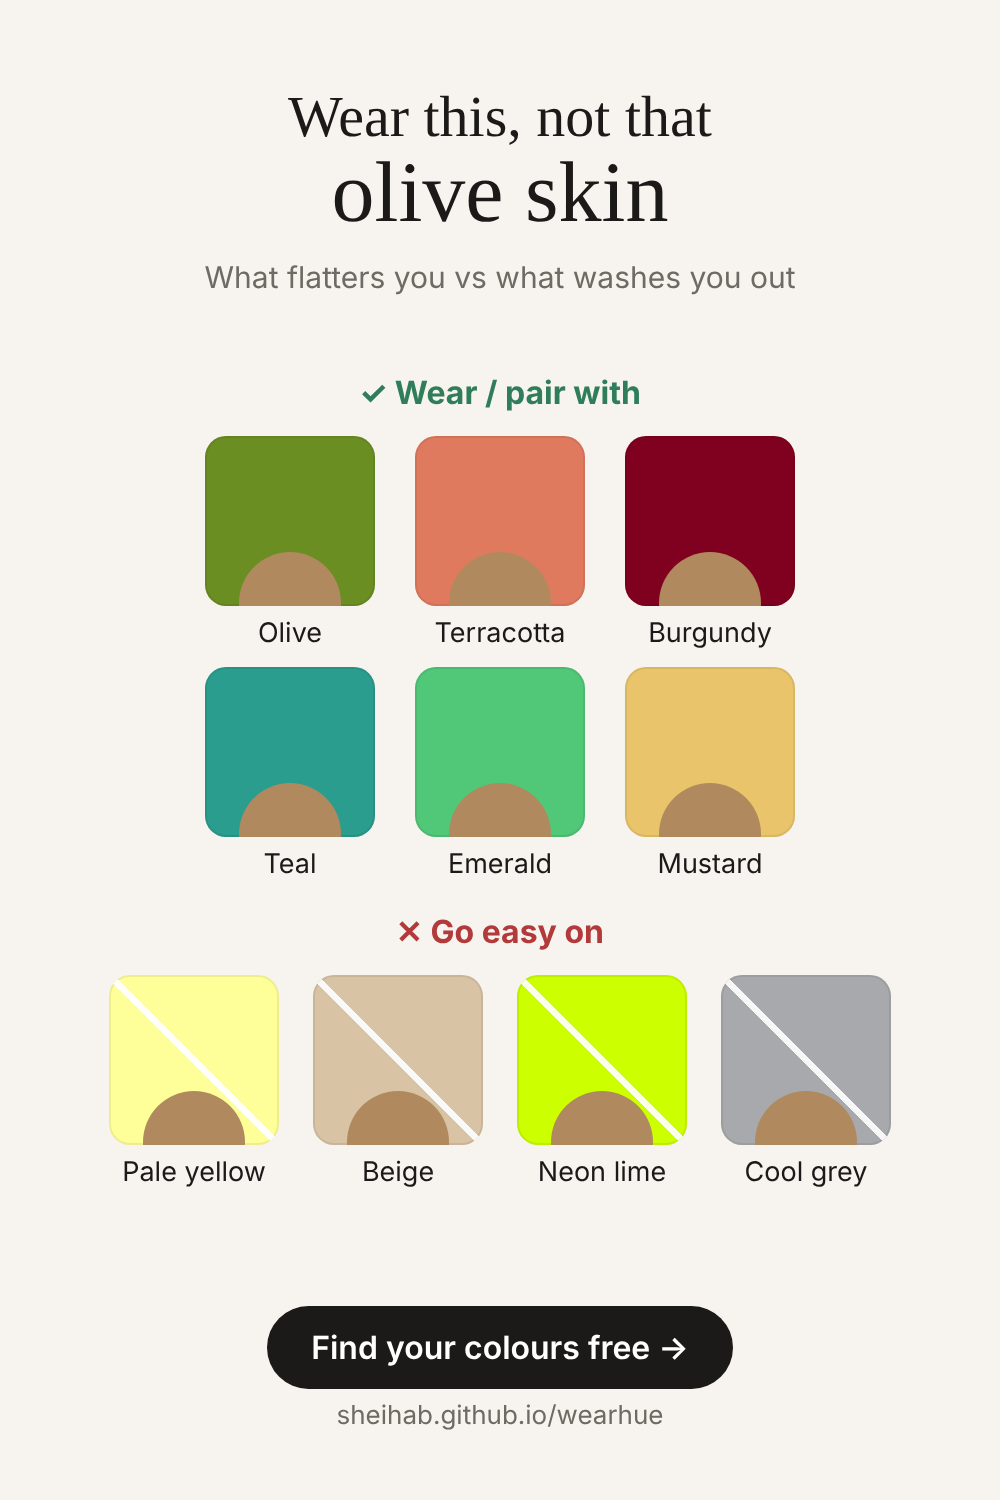 Wear this, not that
olive skin
What flatters you vs what washes you out
✓ Wear / pair with
Olive Terracotta Burgundy
Teal Emerald Mustard
✕ Go easy on
Pale yellow Beige Neon lime Cool grey
Find your colours free →
sheihab.github.io/wearhue